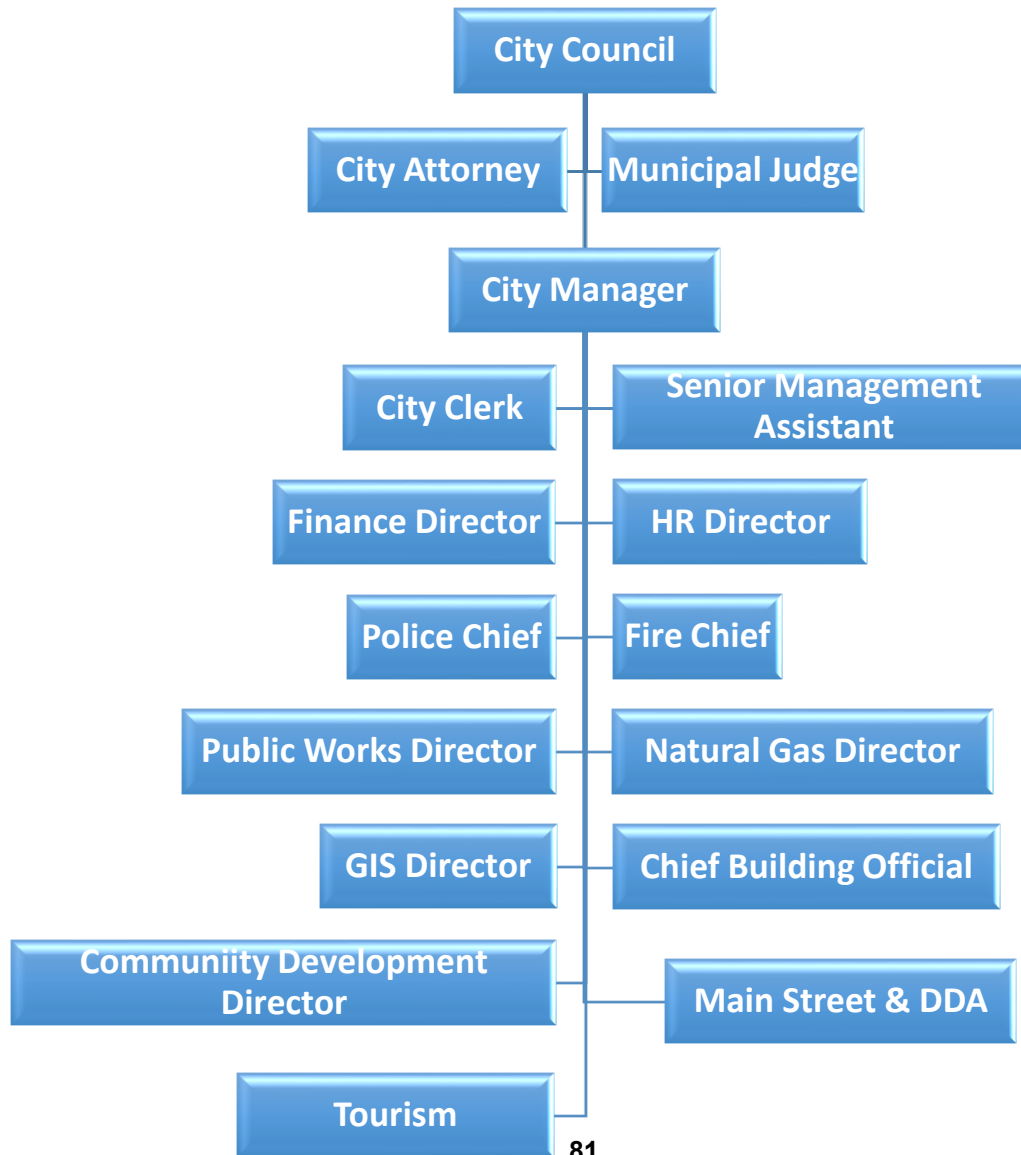 City Council
City Attorney
Municipal Judge
City Manager
City Clerk
Senior Management
Assistant
Finance Director
HR Director
Police Chief
Fire Chief
Public Works Director
Natural Gas Director
GIS Director
Chief Building Official
Communiity Development
Director
Main Street & DDA
Tourism
81